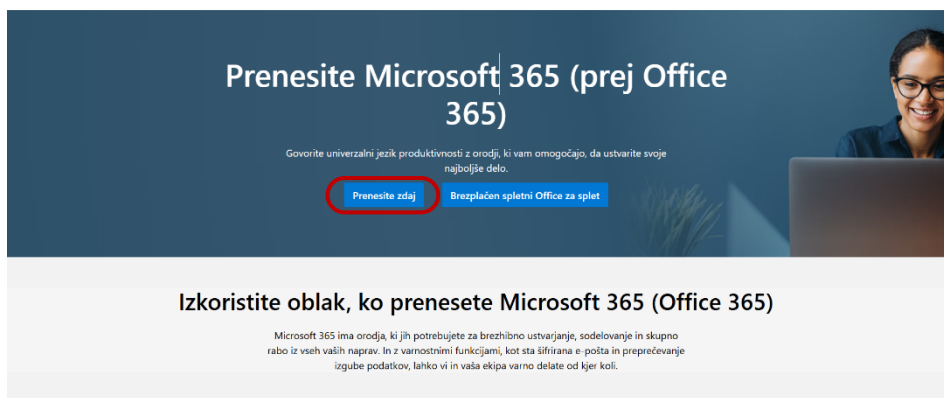 Prenesite Microsoft 365 (prej Office
365)
Govorite univerzalni jezik produktivnosti z orodji, ki vam omogočajo, da ustvarite svoje
najboljše delo.
Prenesite zdaj
Brezplačen spletni Office za splet
Izkoristite oblak, ko prenesete Microsoft 365 (Office 365)
Microsoft 365 ima orodja, ki jih potrebujete za brezhibno ustvarjanje, sodelovanje in skupno
rabo iz vseh vaših naprav. In z varnostnimi funkcijami, kot sta šifrirana e-pošta in preprečevanje
izgube podatkov, lahko vi in vaša ekipa varno delate od kjer koli.